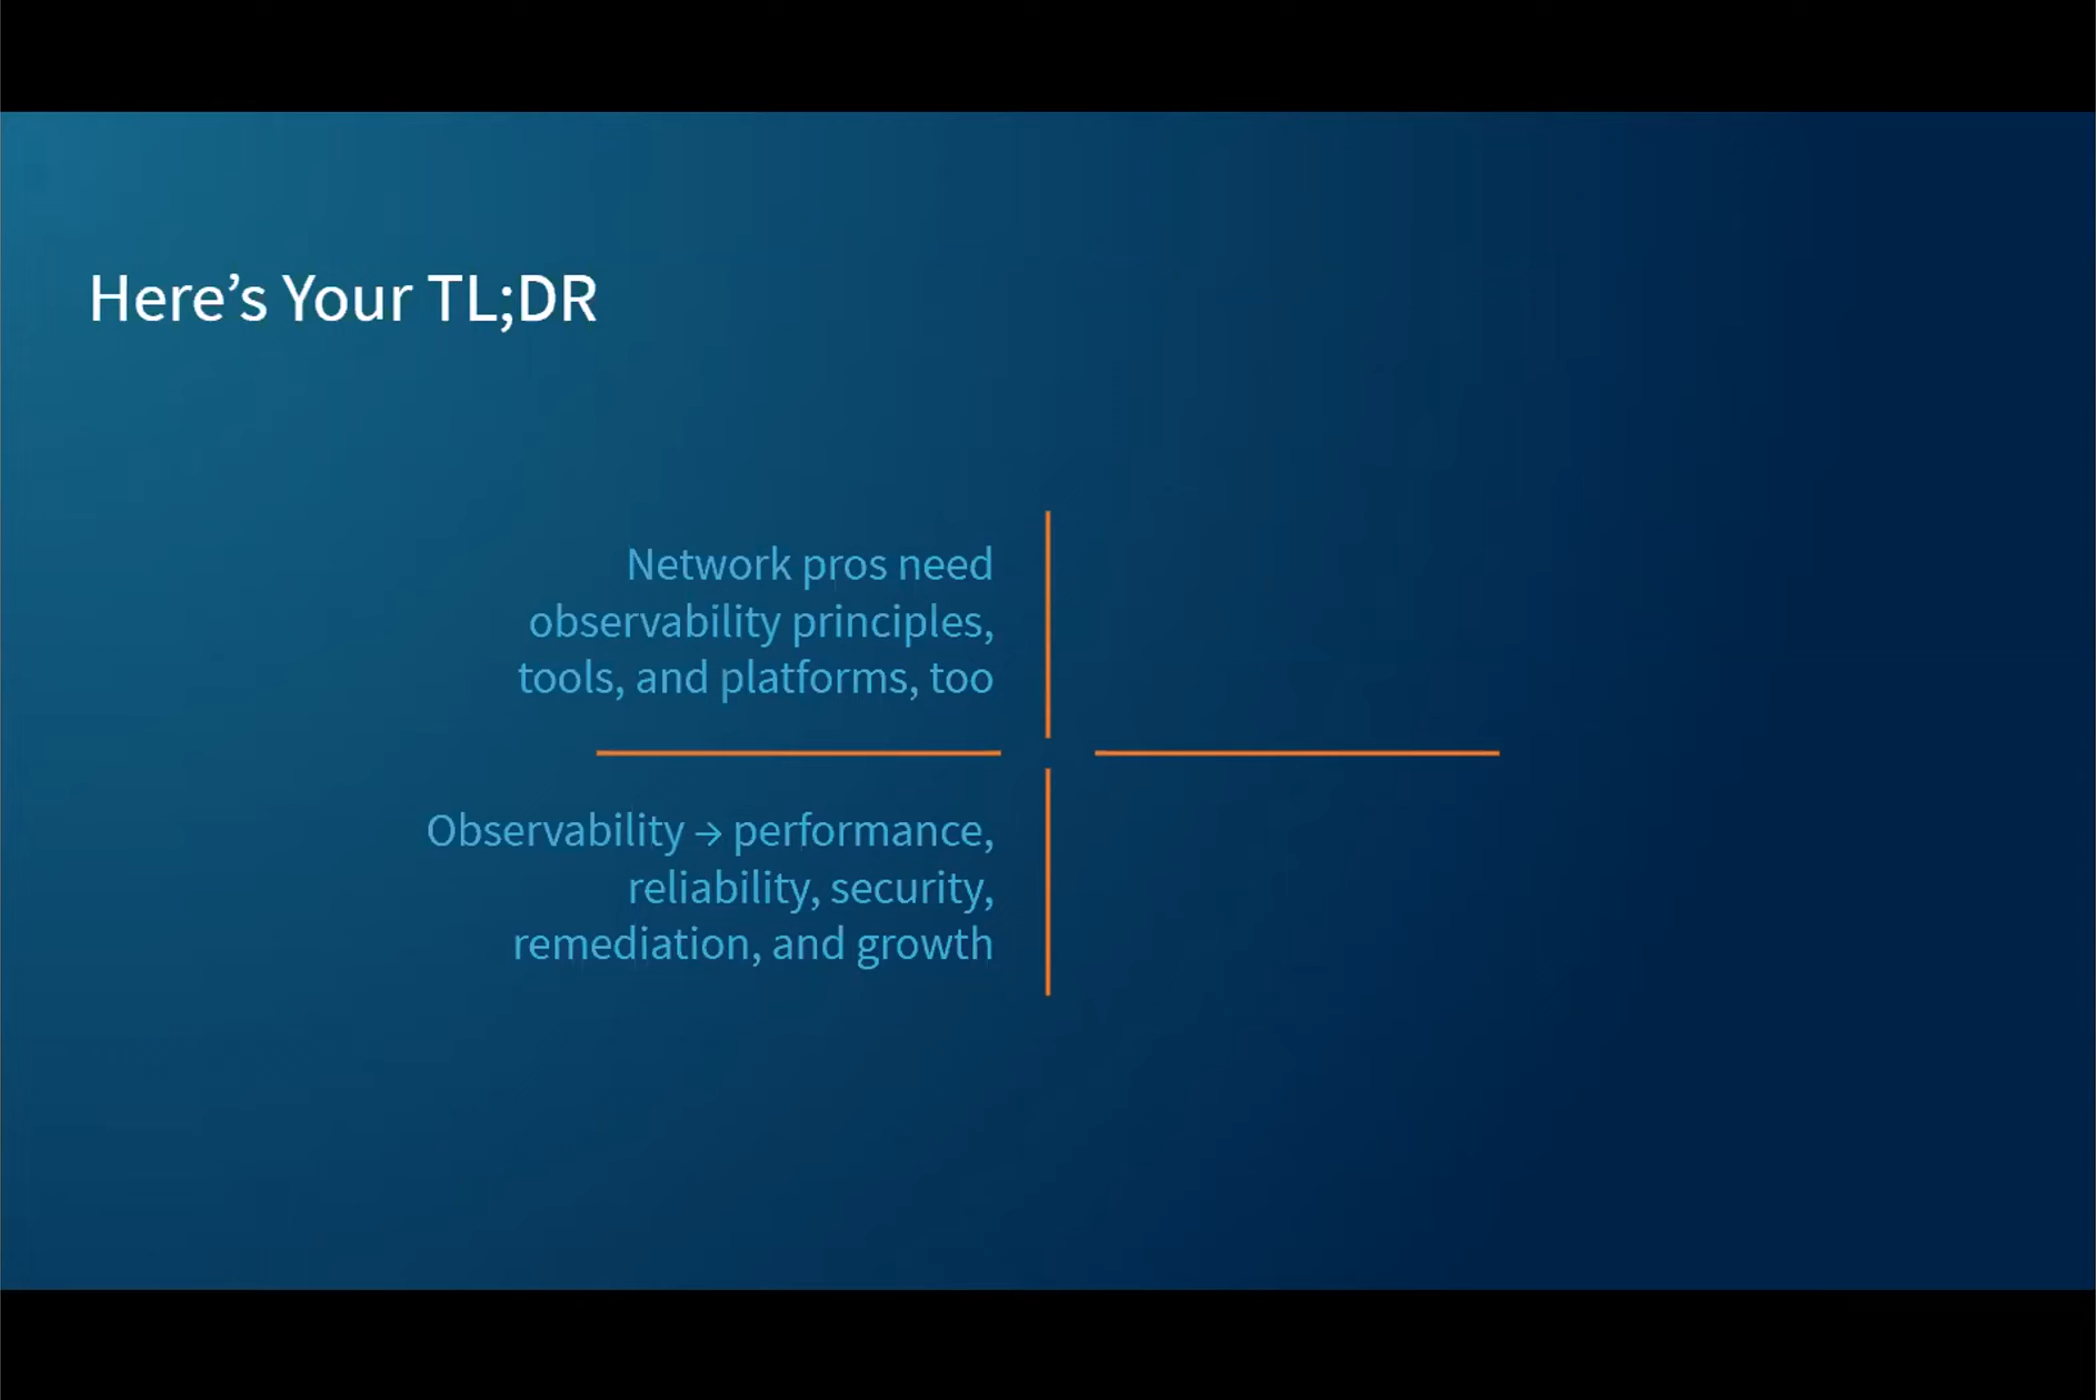 Here’s Your TL;DR
Network pros need
observability principles,
tools, and platforms, too
Observability → performance,
reliability, security,
remediation, and growth